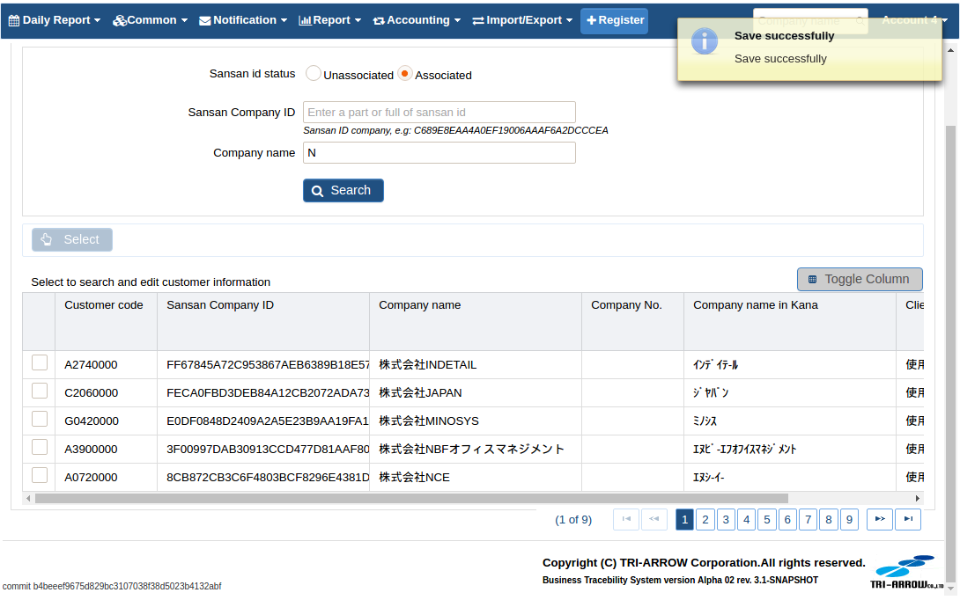 Daily Report Common Notification Report Accounting Import/Export + Register Company name Account 4
Save successfully
Save successfully
Sansan id status Unassociated Associated
Sansan Company ID Enter a part or full of sansan id
Sansan ID company, e.g: C689E8EAA4A0EF19006AAAF6A2DCCCEA
Company name N
Search
Select
Select to search and edit customer information Toggle Column
Customer code Sansan Company ID Company name Company No. Company name in Kana Clie
A2740000 FF67845A72C953867AEB6389B18E57 株式会社INDETAIL ｲﾝﾃﾞｲﾃｰﾙ 使用
C2060000 FECA0FBD3DEB84A12CB2072ADA73 株式会社JAPAN ｼﾞﾔﾊﾟﾝ 使用
G0420000 E0DF0848D2409A2A5E23B9AA19FA1 株式会社MINOSYS ﾐﾉｼｽ 使用
A3900000 3F00997DAB30913CCD477D81AAF80 株式会社NBFオフィスマネジメント ｴﾇﾋﾞ-ｴﾌｵﾌｲｽﾏﾈｼﾞﾒﾝﾄ 使用
A0720000 8CB872CB3C6F4803BCF8296E4381D 株式会社NCE ｴﾇｼ-ｲ- 使用
(1 of 9) 1 2 3 4 5 6 7 8 9
Copyright (C) TRI-ARROW Corporation.All rights reserved.
Business Tracebility System version Alpha 02 rev. 3.1-SNAPSHOT
TRI-ARROW Co.,LTD
commit b4beeef9675d829bc3107038f38d5023b4132abf